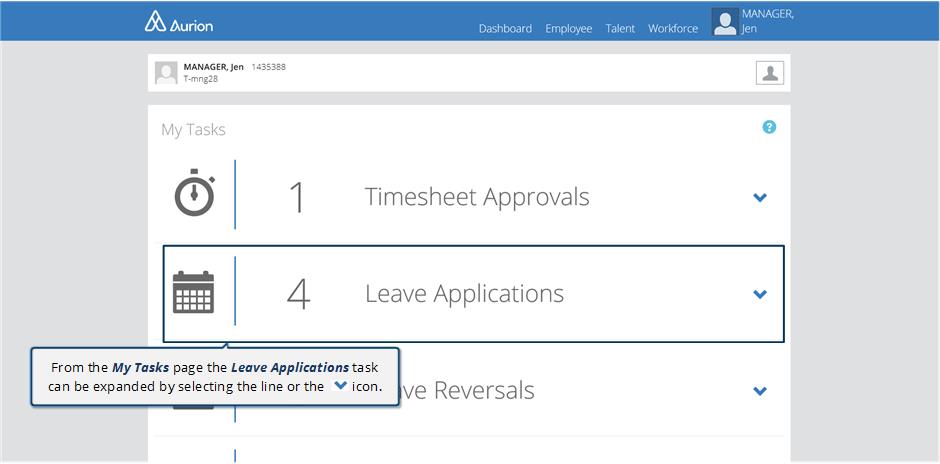 Aurion
Dashboard Employee Talent Workforce
MANAGER,
Jen
MANAGER, Jen 1435388
T-mng28
My Tasks
?
1 Timesheet Approvals
4 Leave Applications
From the My Tasks page the Leave Applications task
can be expanded by selecting the line or the icon.
Reversals